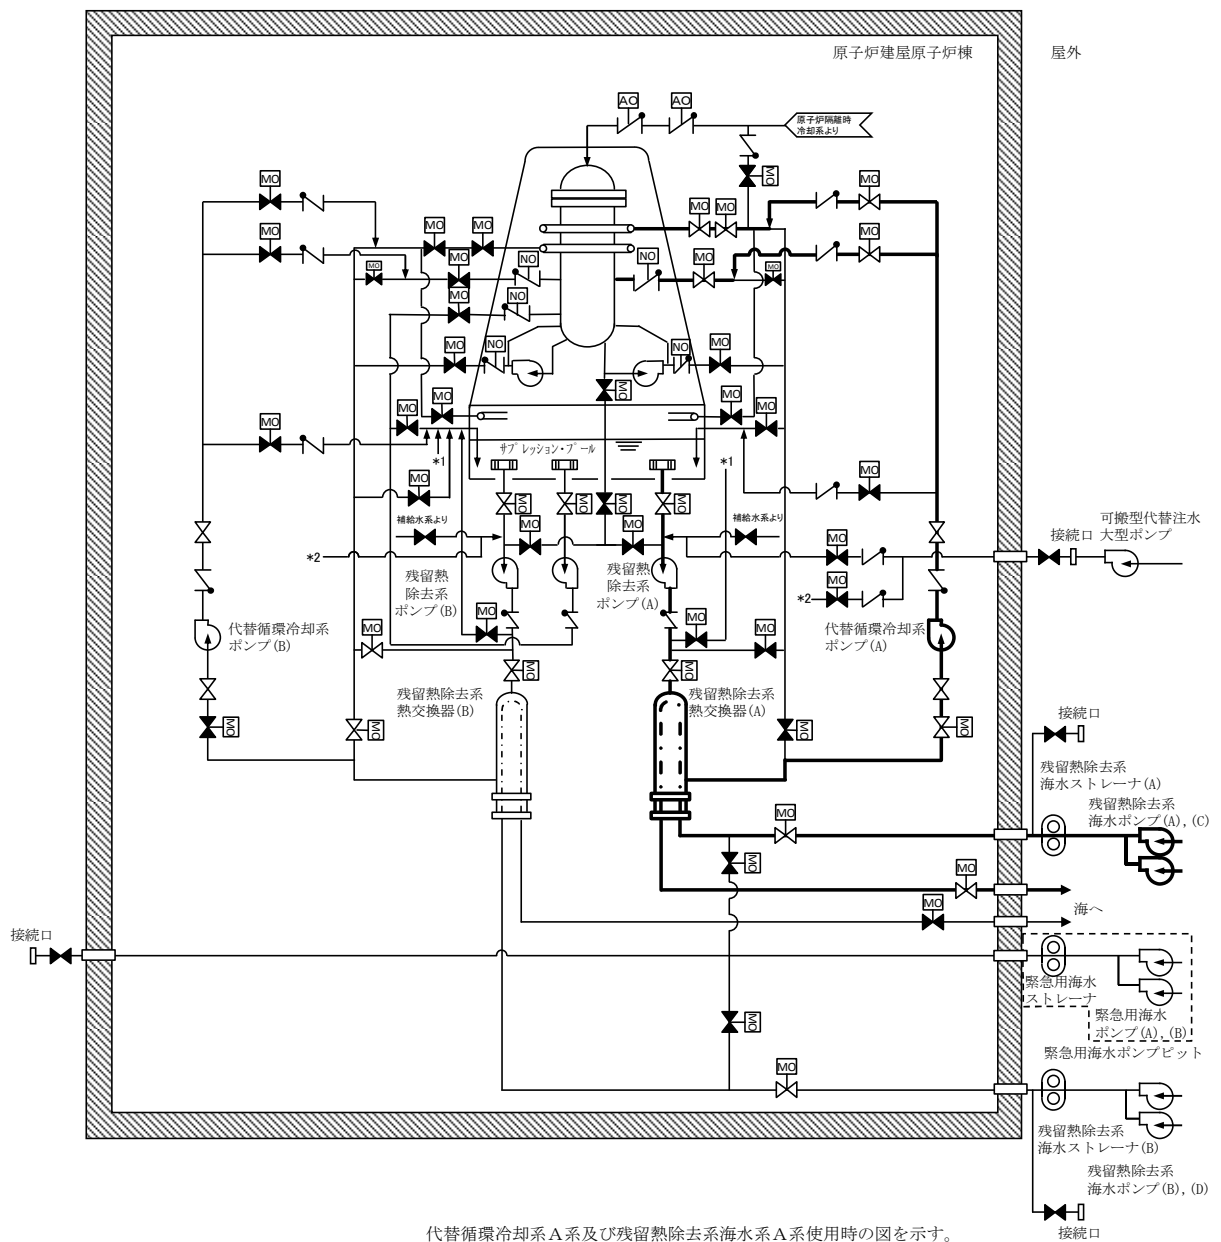 原子炉建屋原子炉棟
屋外
AO
AO
原子炉隔離時
冷却系より
MO
MO
MO
MO
MO
MO
MO
MO
MO
MO
MO
MO
NO
NO
MO
MO
MO
MO
NO
MO
NO
NO
MO
MO
MO
MO
MO
MO
MO
MO
サプレッション・プール
*1
*1
MO
MO
MO
MO
MO
MO
MO
MO
補給水系より
補給水系より
*2
MO
接続口
可搬型代替注水
大型ポンプ
残留熱
除去系
ポンプ(B)
残留熱
除去系
ポンプ(A)
MO
*2
代替循環冷却系
ポンプ(B)
MO
MO
MO
MO
代替循環冷却系
ポンプ(A)
MO
MO
残留熱除去系
熱交換器(B)
残留熱除去系
熱交換器(A)
MO
MO
MO
MO
接続口
残留熱除去系
海水ストレーナ(A)
残留熱除去系
海水ポンプ(A),(C)
MO
MO
MO
MO
海へ
接続口
緊急用海水
ストレーナ
緊急用海水
ポンプ(A),(B)
緊急用海水ポンプピット
MO
MO
残留熱除去系
海水ストレーナ(B)
残留熱除去系
海水ポンプ(B),(D)
接続口
代替循環冷却系A系及び残留熱除去系海水系A系使用時の図を示す。